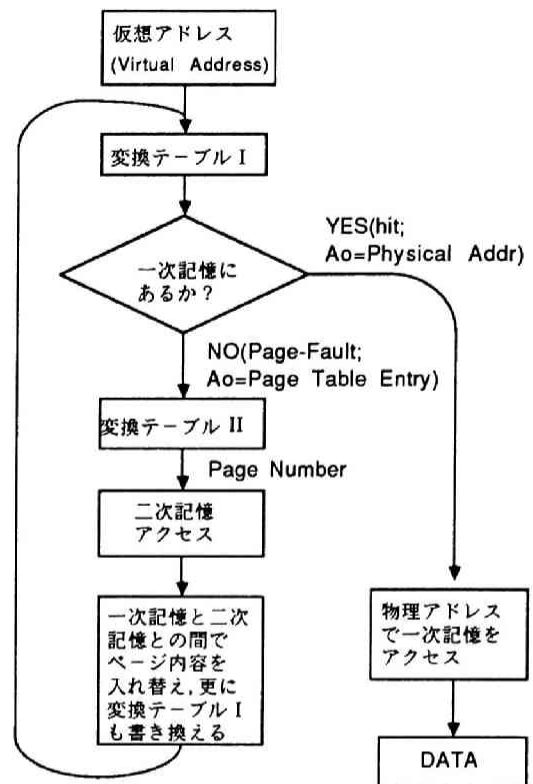 仮想アドレス
(Virtual Address)
変換テーブル I
一次記憶に
あるか？
YES(hit;
Ao=Physical Addr)
NO(Page-Fault;
Ao=Page Table Entry)
変換テーブル II
Page Number
二次記憶
アクセス
一次記憶と二次
記憶との間で
ページ内容を
入れ替え,更に
変換テーブル I
も書き換える
物理アドレス
で一次記憶を
アクセス
DATA